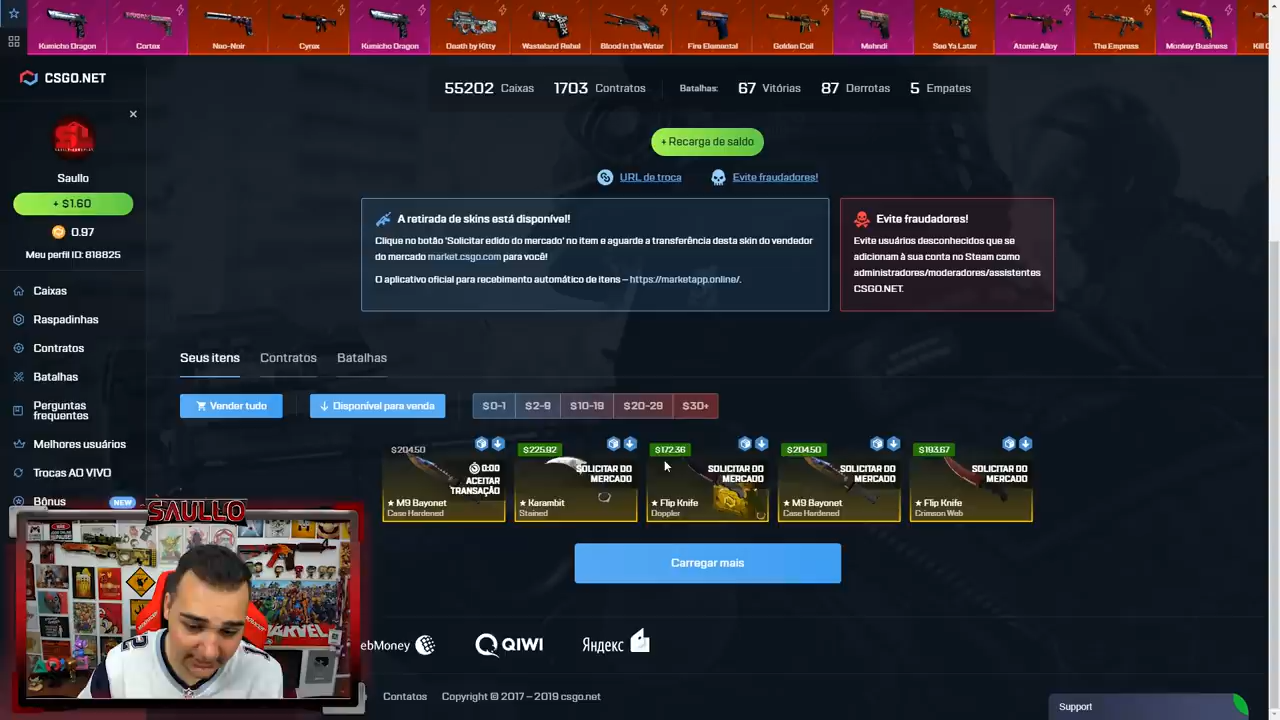 Kumicho Dragon
Cortex
Neo-Noir
Cyrex
Kumicho Dragon
Death by Kitty
Wasteland Rebel
Blood in the Water
Fire Elemental
Golden Coil
Mehndi
See Ya Later
Atomic Alloy
The Empress
Monkey Business
CSGO.NET
55202 Caixas 1703 Contratos Batalhas: 67 Vitórias 87 Derrotas 5 Empates
+ Recarga de saldo
URL de troca Evite fraudadores!
Saullo
+ $1.60
0.97
Meu perfil ID: 818825
Caixas
Raspadinhas
Contratos
Batalhas
Perguntas
frequentes
Melhores usuários
Trocas AO VIVO
Bônus NEW
A retirada de skins está disponível!
Clique no botão 'Solicitar edido do mercado' no item e aguarde a transferência desta skin do vendedor
do mercado market.csgo.com para você!
O aplicativo oficial para recebimento automático de itens – https://marketapp.online/.
Evite fraudadores!
Evite usuários desconhecidos que se
adicionam à sua conta no Steam como
administradores/moderadores/assistentes
CSGO.NET.
Seus itens Contratos Batalhas
Vender tudo Disponível para venda $0-1 $2-9 $10-19 $20-29 $30+
$204.50
0:00
ACEITAR
TRANSAÇÃO
★ M9 Bayonet
Case Hardened
$225.92
SOLICITAR DO
MERCADO
★ Karambit
Stained
$172.36
SOLICITAR DO
MERCADO
★ Flip Knife
Doppler
$204.50
SOLICITAR DO
MERCADO
★ M9 Bayonet
Case Hardened
$193.67
SOLICITAR DO
MERCADO
★ Flip Knife
Crimson Web
Carregar mais
SAULLO
MARVEL
ebMoney QIWI Яндекс
Contatos Copyright © 2017 – 2019 csgo.net
Support